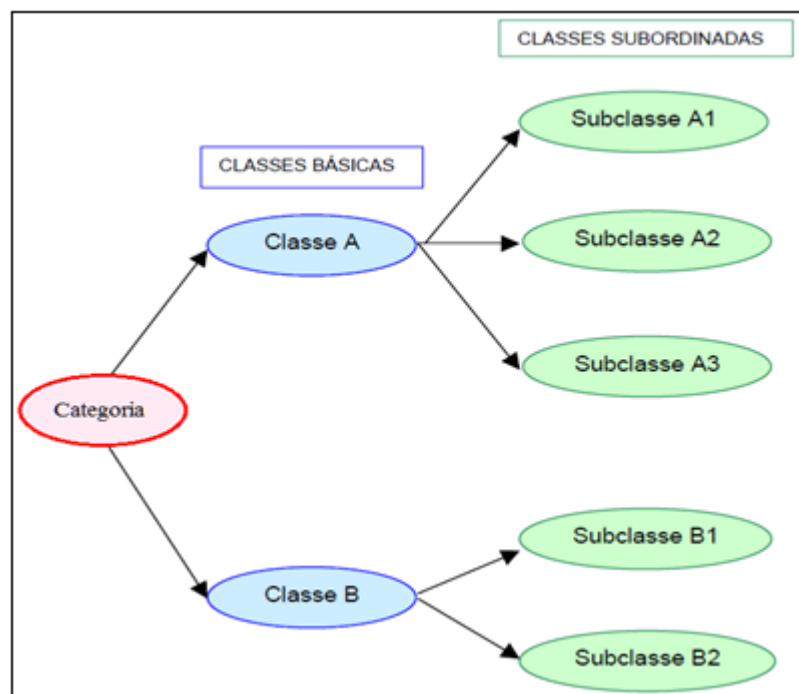 CLASSES SUBORDINADAS
Subclasse A1
CLASSES BÁSICAS
Classe A
Subclasse A2
Subclasse A3
Categoria
Subclasse B1
Classe B
Subclasse B2